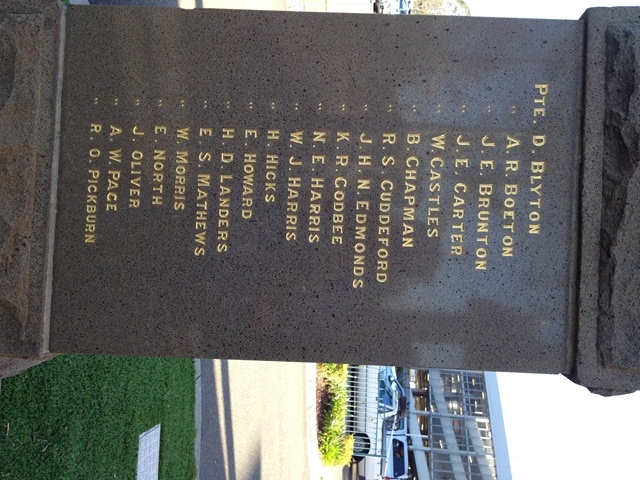 PTE. D. BLYTON
" A. R. BOETON
" J. E. BRUNTON
" J. E. CARTER
" W. CASTLES
" B. CHAPMAN
" R. S. CUDDEFORD
" J. H. N. EDMONDS
" K. R. CODBEE
" N. E. HARRIS
" W. J. HARRIS
" H. HICKS
" E. HOWARD
" H. D. LANDERS
" E. S. MATHEWS
" W. MORRIS
" E. NORTH
" J. OLIVER
" A. W. PACE
" R. O. PICKBURN